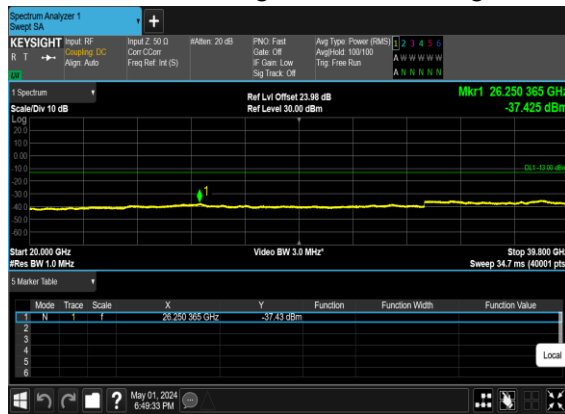 Spectrum Analyzer 1
Swept SA
+
KEYSIGHT Input: RF Input Z: 50 Ω #Atten: 20 dB PNO: Fast Avg Type: Power (RMS) 1 2 3 4 5 6
R T Coupling: DC Corr CCorr Gate: Off Avg|Hold: 100/100 A W W W W W
Align: Auto Freq Ref: Int (S) IF Gain: Low Trig: Free Run
Sig Track: Off A N N N N N
1 Spectrum Ref Lvl Offset 23.98 dB Mkr1 26.250 365 GHz
Scale/Div 10 dB Ref Level 30.00 dBm -37.425 dBm
Log
20.0
10.0
0.00
-10.0
DL1 -13.00 dBm
-20.0
1
-30.0
-40.0
-50.0
-60.0
Start 20.000 GHz Video BW 3.0 MHz* Stop 39.800 GHz
#Res BW 1.0 MHz Sweep 34.7 ms (40001 pts
5 Marker Table
Mode Trace Scale X Y Function Function Width Function Value
1 N 1 f 26.250 365 GHz -37.43 dBm
2
3
4
5
6
Local
? May 01, 2024
6:49:33 PM